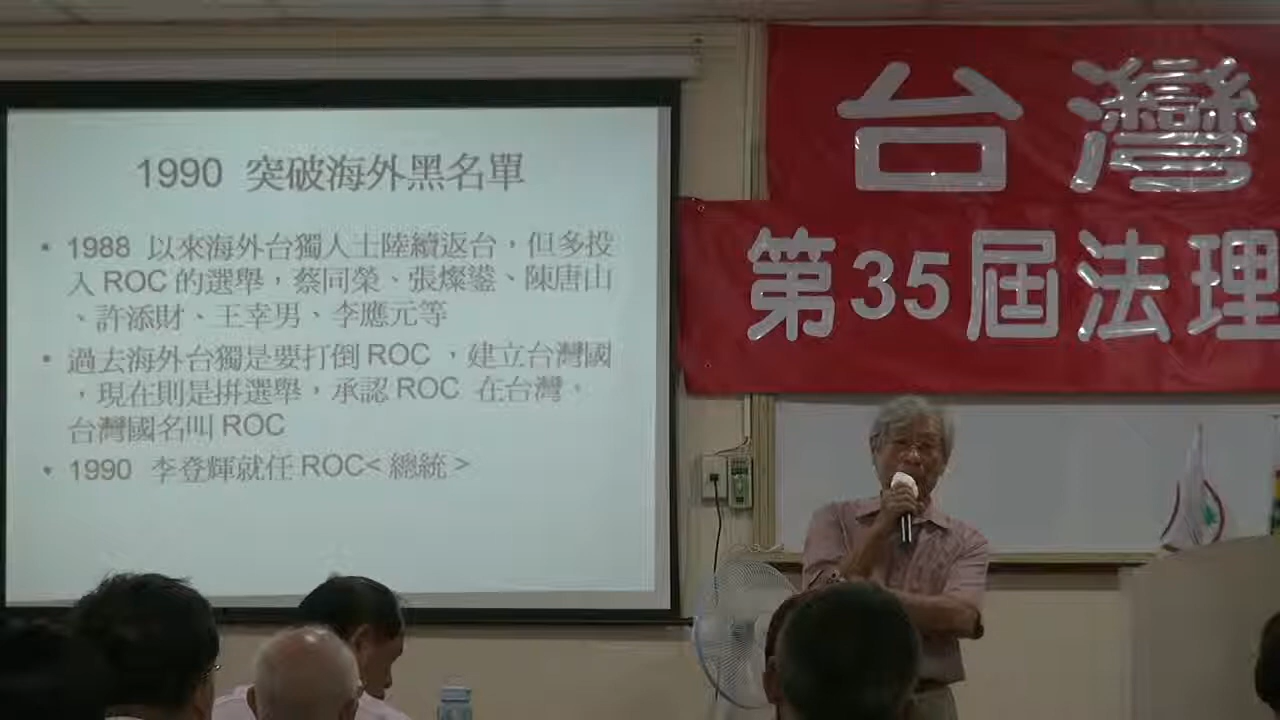 1990 突破海外黑名單
• 1988 以來海外台獨人士陸續返台，但多投
入 ROC 的選舉，蔡同榮、張燦鍙、陳唐山
、許添財、王幸男、李應元等
• 過去海外台獨是要打倒 ROC ，建立台灣國
，現在則是拚選舉，承認 ROC 在台灣，
台灣國名叫 ROC
• 1990 李登輝就任 ROC< 總統 >
台灣
第35屆法理